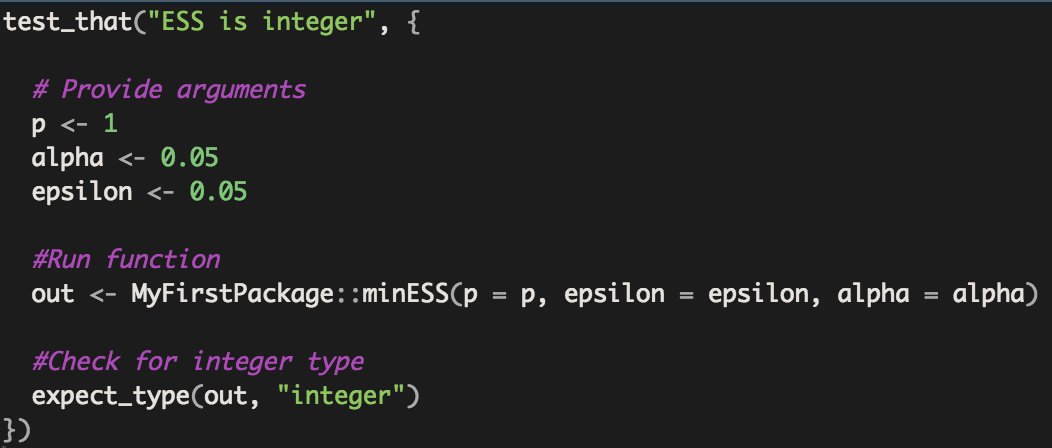 test_that("ESS is integer", {
# Provide arguments
p <- 1
alpha <- 0.05
epsilon <- 0.05
#Run function
out <- MyFirstPackage::minESS(p = p, epsilon = epsilon, alpha = alpha)
#Check for integer type
expect_type(out, "integer")
})